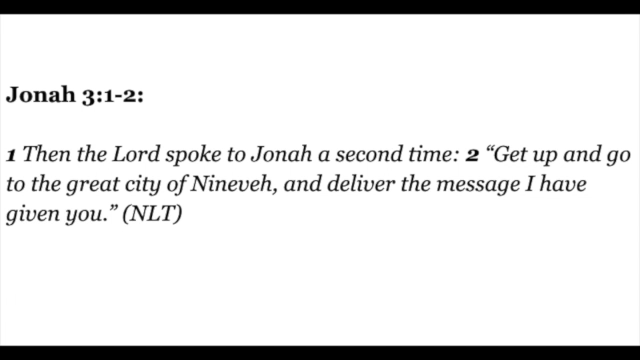 Jonah 3:1-2:
1 Then the Lord spoke to Jonah a second time: 2 “Get up and go
to the great city of Nineveh, and deliver the message I have
given you.” (NLT)